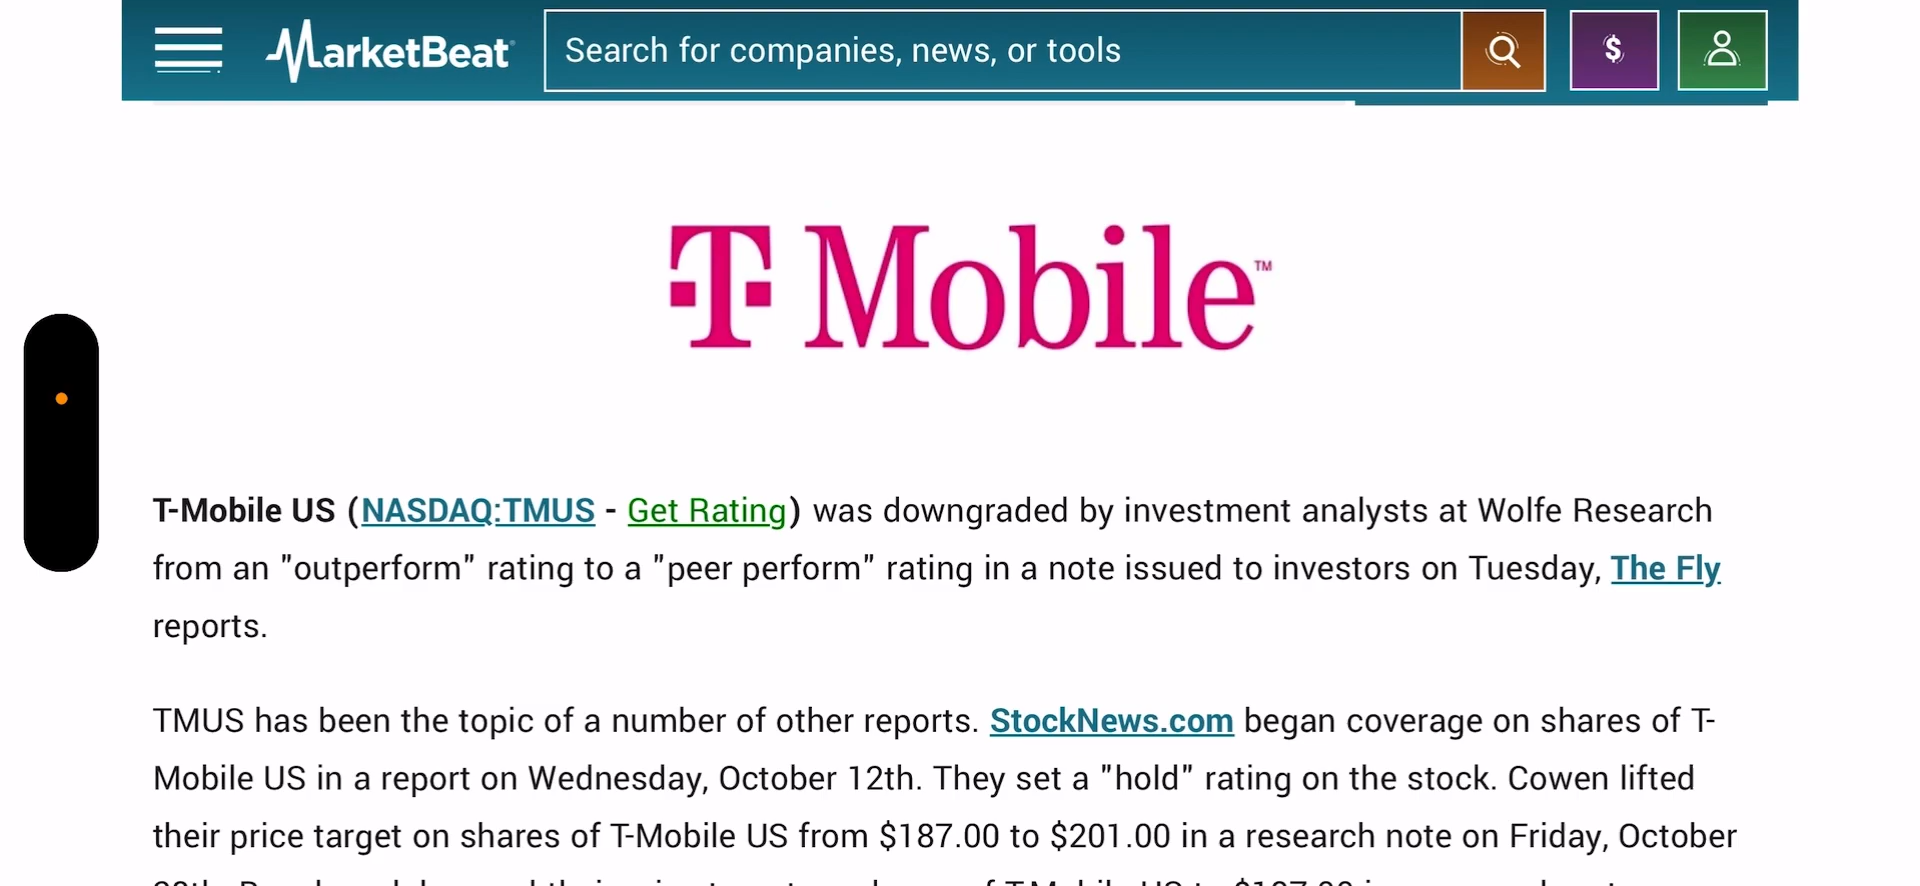 MarketBeat
Search for companies, news, or tools
$
T Mobile™
T-Mobile US (NASDAQ:TMUS - Get Rating) was downgraded by investment analysts at Wolfe Research
from an "outperform" rating to a "peer perform" rating in a note issued to investors on Tuesday, The Fly
reports.
TMUS has been the topic of a number of other reports. StockNews.com began coverage on shares of T-
Mobile US in a report on Wednesday, October 12th. They set a "hold" rating on the stock. Cowen lifted
their price target on shares of T-Mobile US from $187.00 to $201.00 in a research note on Friday, October